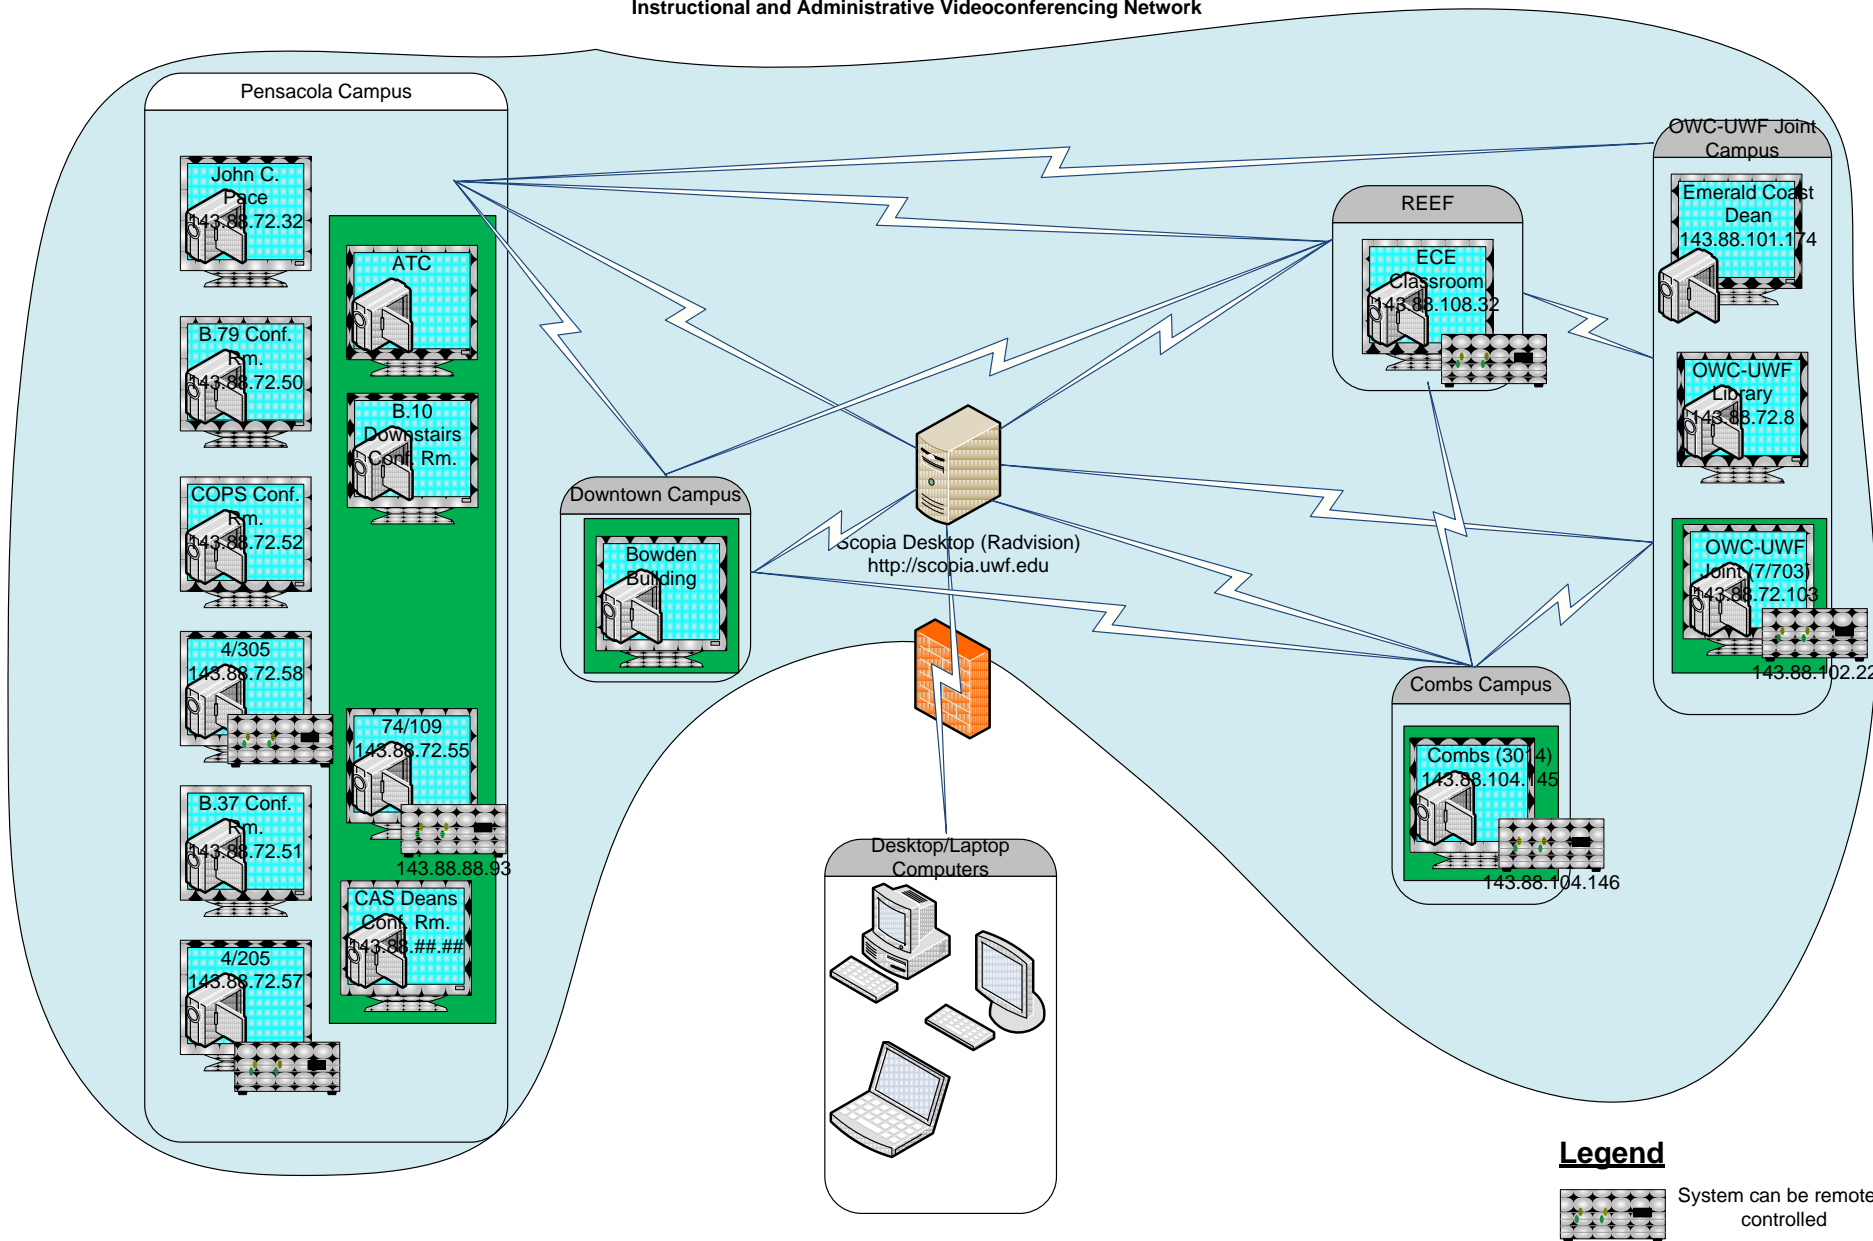 Instructional and Administrative Videoconferencing Network
Pensacola Campus
John C.
Pace
143.88.72.32
B.79 Conf.
Rm.
143.88.72.50
COPS Conf.
Rm.
143.88.72.52
4/305
143.88.72.58
B.37 Conf.
Rm.
143.88.72.51
4/205
143.88.72.57
ATC
B.10
Downstairs
Conf. Rm.
74/109
143.88.72.55
143.88.88.93
CAS Deans
Conf. Rm.
143.88.##.##
Downtown Campus
Bowden
Building
Scopia Desktop (Radvision)
http://scopia.uwf.edu
Desktop/Laptop
Computers
REEF
ECE
Classroom
143.88.108.32
Combs Campus
Combs (3014)
143.88.104.145
143.88.104.146
OWC-UWF Joint
Campus
Emerald Coast
Dean
143.88.101.174
OWC-UWF
Library
143.88.72.8
OWC-UWF
Joint (7/703)
143.88.72.103
143.88.102.22
Legend
System can be remote
controlled